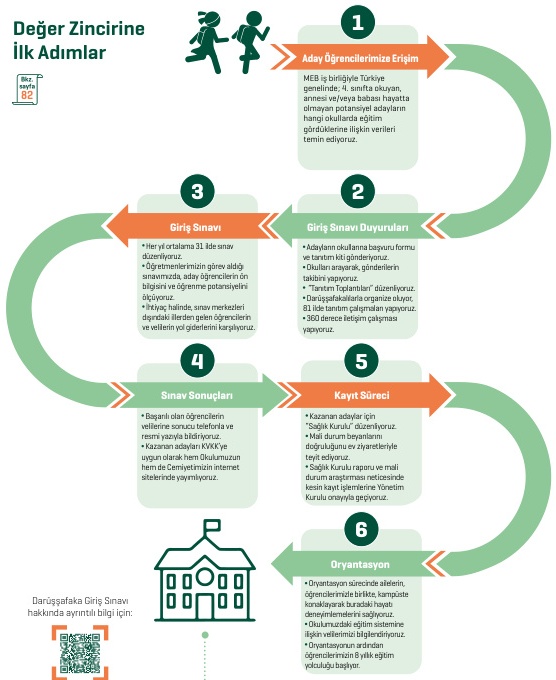 Değer Zincirine
İlk Adımlar
Bkz.
sayfa
82
1
Aday Öğrencilerimize Erişim
MEB iş birliğiyle Türkiye
genelinde; 4. sınıfta okuyan,
annesi ve/veya babası hayatta
olmayan potansiyel adayların
hangi okullarda eğitim
gördüklerine ilişkin verileri
temin ediyoruz.
2
Giriş Sınavı Duyuruları
• Adayların okullarına başvuru formu
ve tanıtım kiti gönderiyoruz.
• Okulları arayarak, gönderilerin
takibini yapıyoruz.
• "Tanıtım Toplantıları" düzenliyoruz.
• Darüşşafakalılarla organize oluyor,
81 ilde tanıtım çalışmaları yapıyoruz.
• 360 derece iletişim çalışması
yapıyoruz.
3
Giriş Sınavı
• Her yıl ortalama 31 ilde sınav
düzenliyoruz.
• Öğretmenlerimizin görev aldığı
sınavımızda, aday öğrencilerin ön
bilgisini ve öğrenme potansiyelini
ölçüyoruz.
• İhtiyaç halinde, sınav merkezleri
dışındaki illerden gelen öğrencilerin
ve velilerin yol giderlerini karşılıyoruz.
4
Sınav Sonuçları
• Başarılı olan öğrencilerin
velilerine sonucu telefonla ve
resmi yazıyla bildiriyoruz.
• Kazanan adayları KVKK'ye
uygun olarak hem Okulumuzun
hem de Cemiyetimizin internet
sitelerinde yayımlıyoruz.
5
Kayıt Süreci
• Kazanan adaylar için
"Sağlık Kurulu" düzenliyoruz.
• Mali durum beyanlarını
doğruluğunu ev ziyaretleriyle
teyit ediyoruz.
• Sağlık Kurulu raporu ve mali
durum araştırması neticesinde
kesin kayıt işlemlerine Yönetim
Kurulu onayıyla geçiyoruz.
6
Oryantasyon
• Oryantasyon sürecinde ailelerin,
öğrencilerimizle birlikte, kampüste
konaklayarak buradaki hayatı
deneyimlemelerini sağlıyoruz.
• Okulumuzdaki eğitim sistemine
ilişkin velilerimizi bilgilendiriyoruz.
• Oryantasyonun ardından
öğrencilerimizin 8 yıllık eğitim
yolculuğu başlıyor.
Darüşşafaka Giriş Sınavı
hakkında ayrıntılı bilgi için: